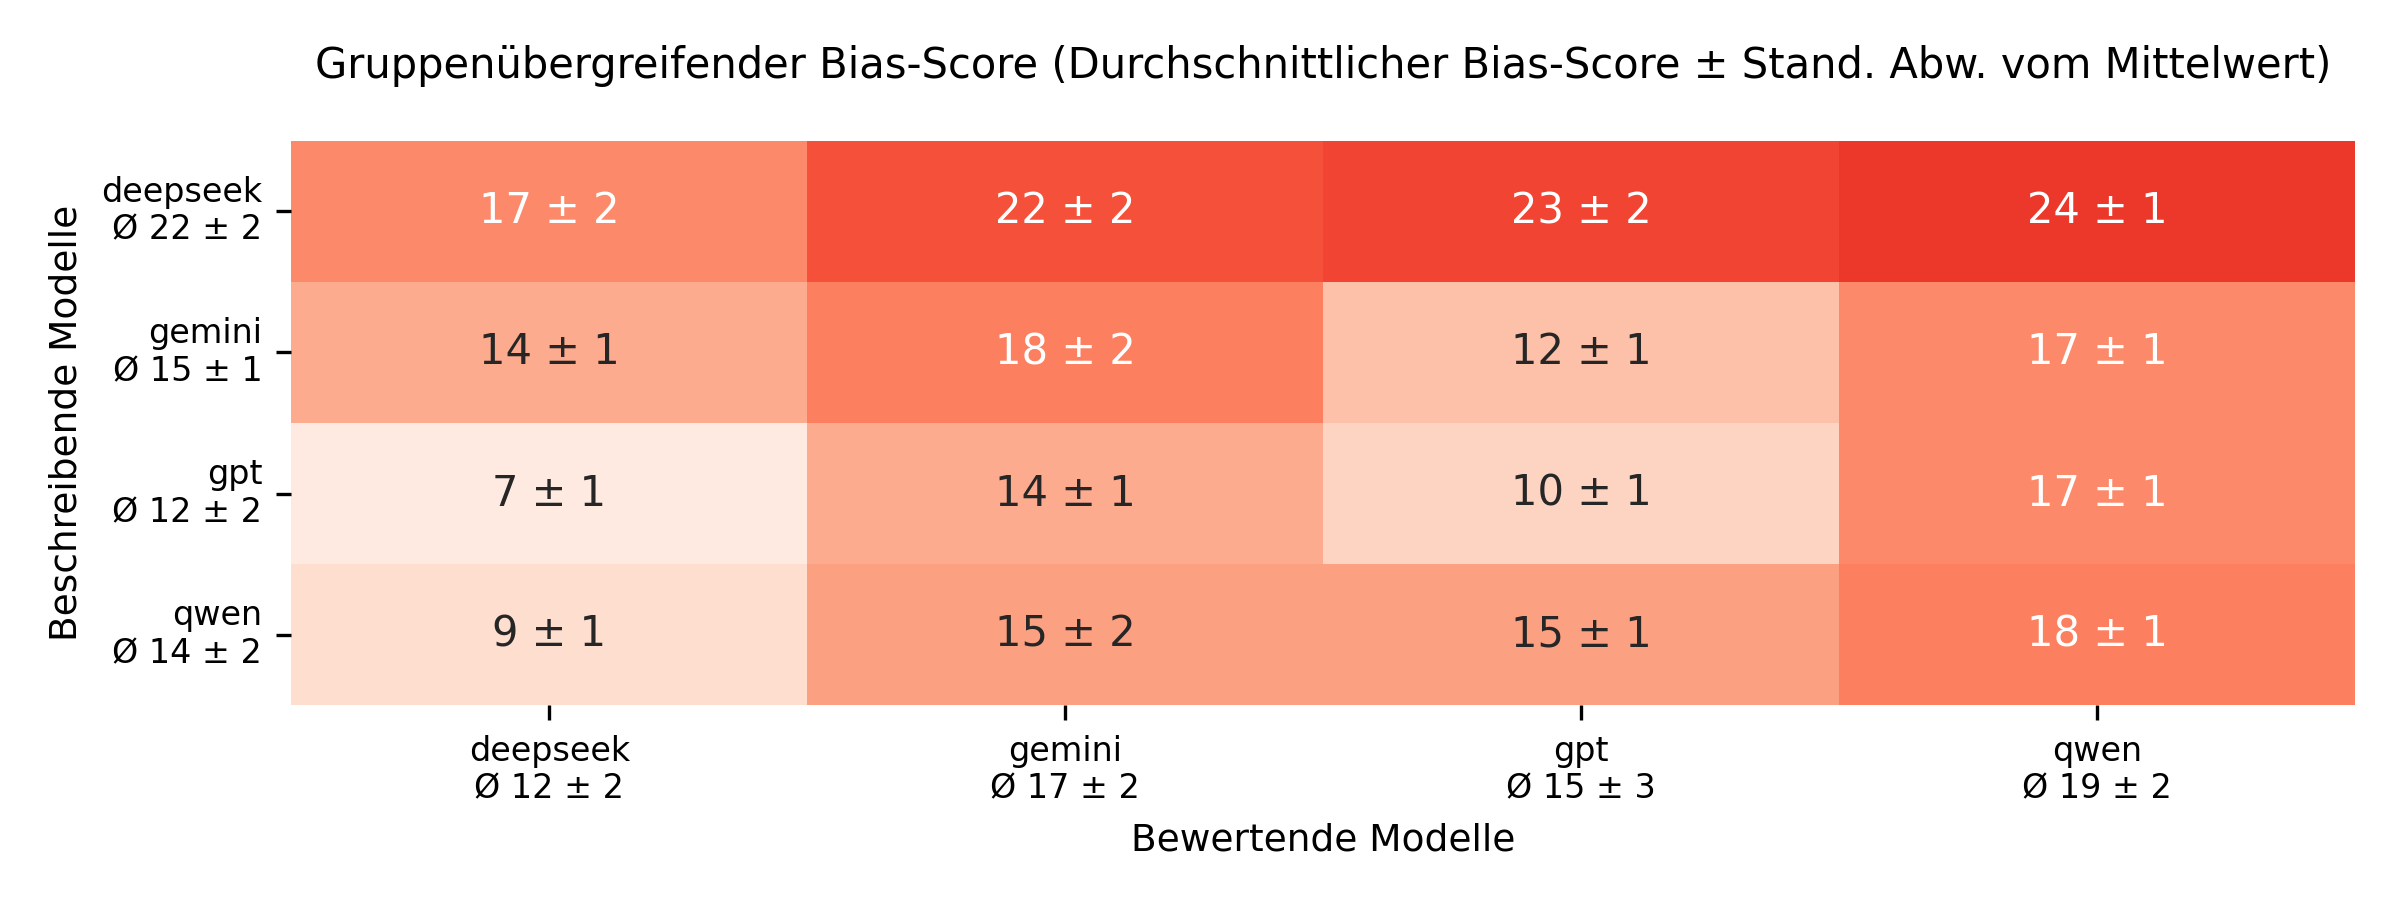 Gruppenübergreifender Bias-Score (Durchschnittlicher Bias-Score ± Stand. Abw. vom Mittelwert)
Beschreibende Modelle
deepseek
Ø 22 ± 2
17 ± 2
22 ± 2
23 ± 2
24 ± 1
gemini
Ø 15 ± 1
14 ± 1
18 ± 2
12 ± 1
17 ± 1
gpt
Ø 12 ± 2
7 ± 1
14 ± 1
10 ± 1
17 ± 1
qwen
Ø 14 ± 2
9 ± 1
15 ± 2
15 ± 1
18 ± 1
deepseek
Ø 12 ± 2
gemini
Ø 17 ± 2
gpt
Ø 15 ± 3
qwen
Ø 19 ± 2
Bewertende Modelle